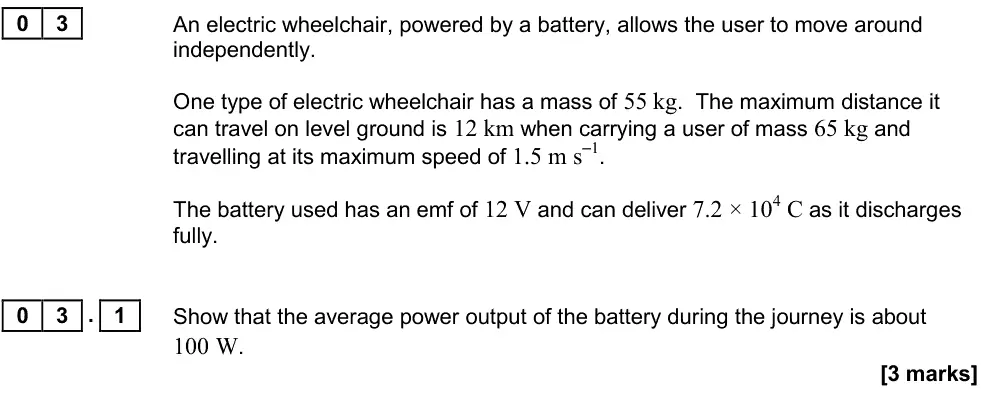 0 3 An electric wheelchair, powered by a battery, allows the user to move around
independently.
One type of electric wheelchair has a mass of 55 kg. The maximum distance it
can travel on level ground is 12 km when carrying a user of mass 65 kg and
travelling at its maximum speed of 1.5 m s⁻¹.
The battery used has an emf of 12 V and can deliver 7.2 × 10⁴ C as it discharges
fully.
0 3 . 1 Show that the average power output of the battery during the journey is about
100 W.
[3 marks]